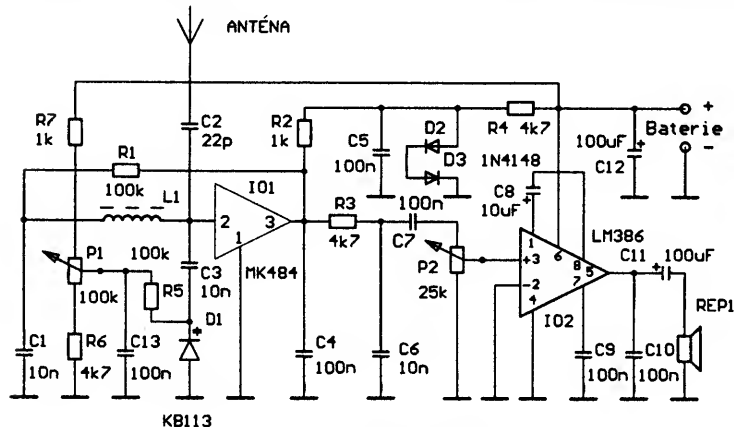 ANTÉNA
R7
1k
C2
22p
R2
1k
C5
100n
D2
D3
1N4148
R4 4k7
100uF
C12
+
Baterie
-
R1
100k
L1
IO1
2
3
1
MK484
R3
4k7
100n
C7
C8
10uF
LM386
P1
100k
100k
R5
C3
10n
D1
P2
25k
1
+3
-2
4
6
8
5
7
IO2
C11
100uF
REP1
C1
10n
R6
4k7
C13
100n
C4
100n
C6
10n
C9
100n
C10
100n
KB113